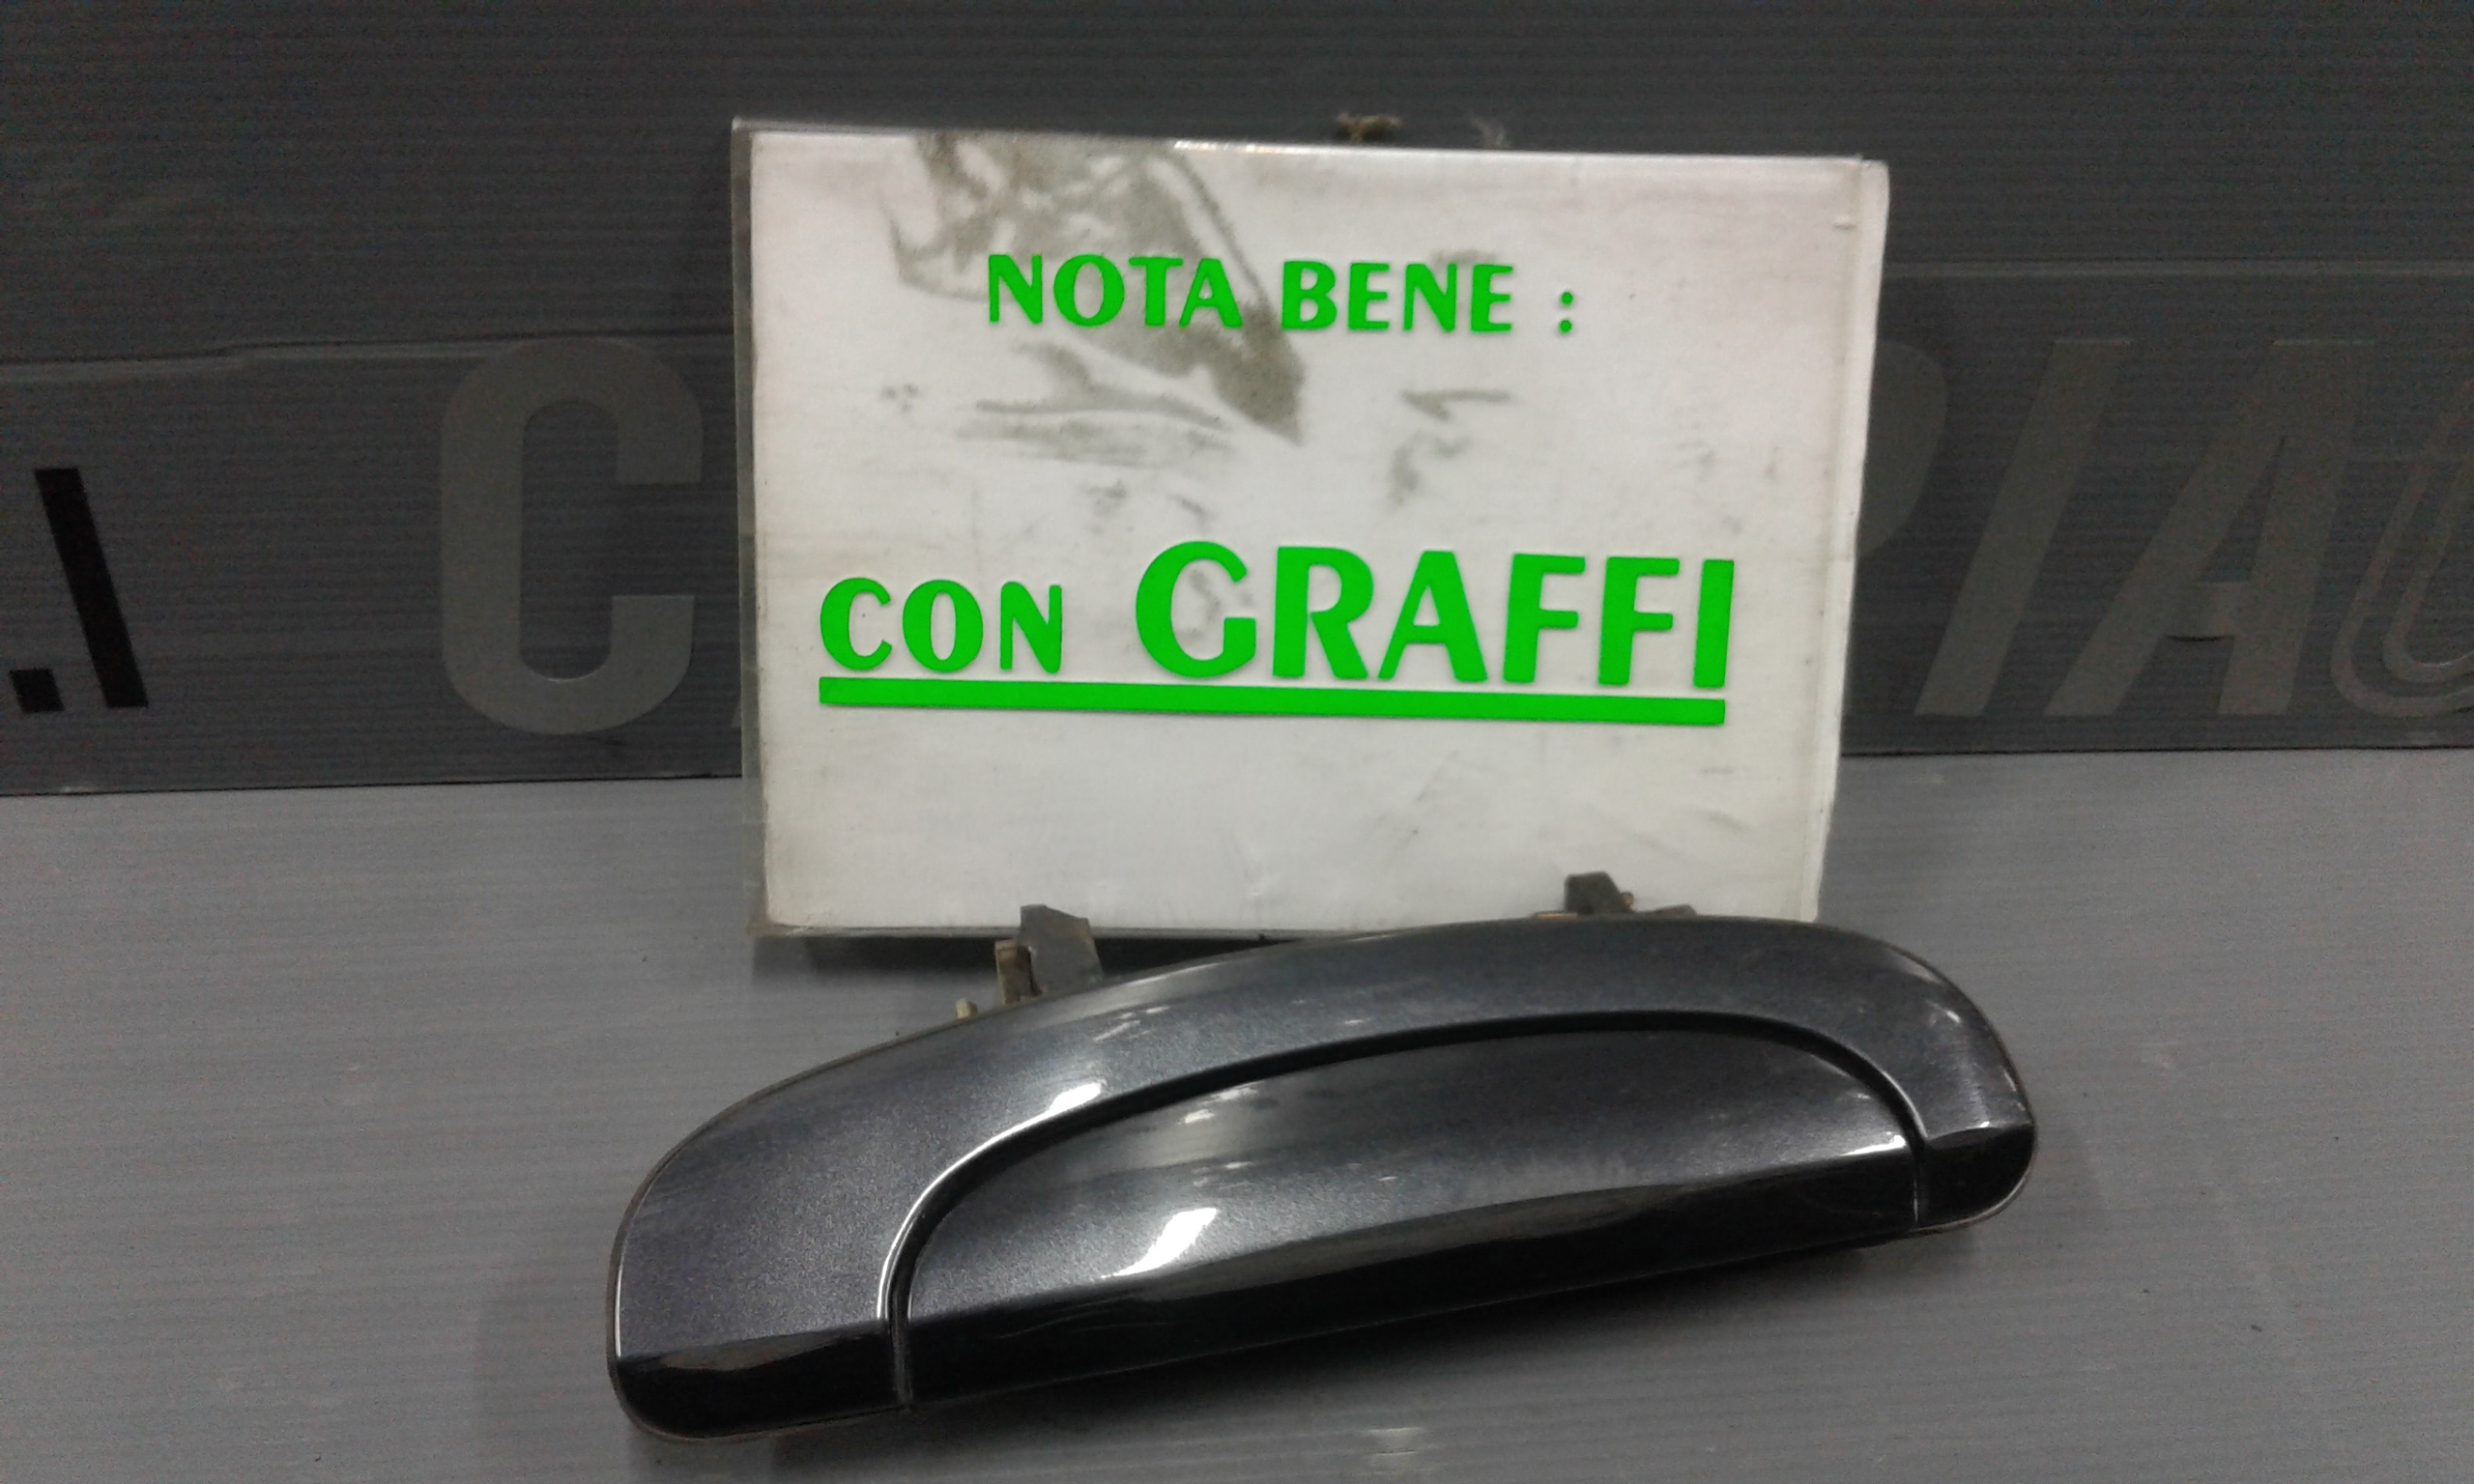 NOTA BENE :
CON GRAFFI